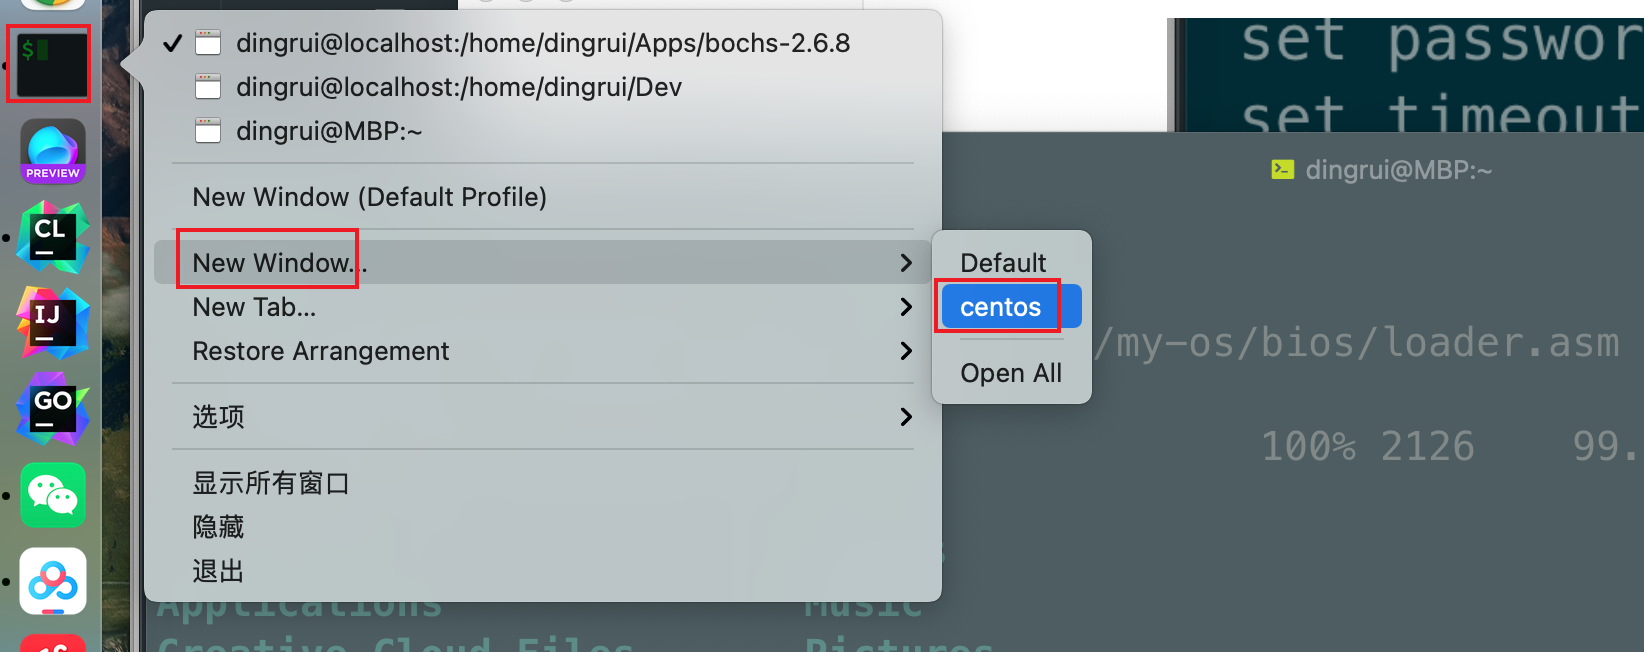 $
PREVIEW
CL
IJ
GO
✓ dingrui@localhost:/home/dingrui/Apps/bochs-2.6.8
dingrui@localhost:/home/dingrui/Dev
dingrui@MBP:~
New Window (Default Profile)
New Window...
New Tab...
Restore Arrangement
选项
显示所有窗口
隐藏
退出
Default
centos
Open All
set passwor
set timeout
dingrui@MBP:~
/my-os/bios/loader.asm
100% 2126 99.
Applications Music
Creative Cloud Files Pictures